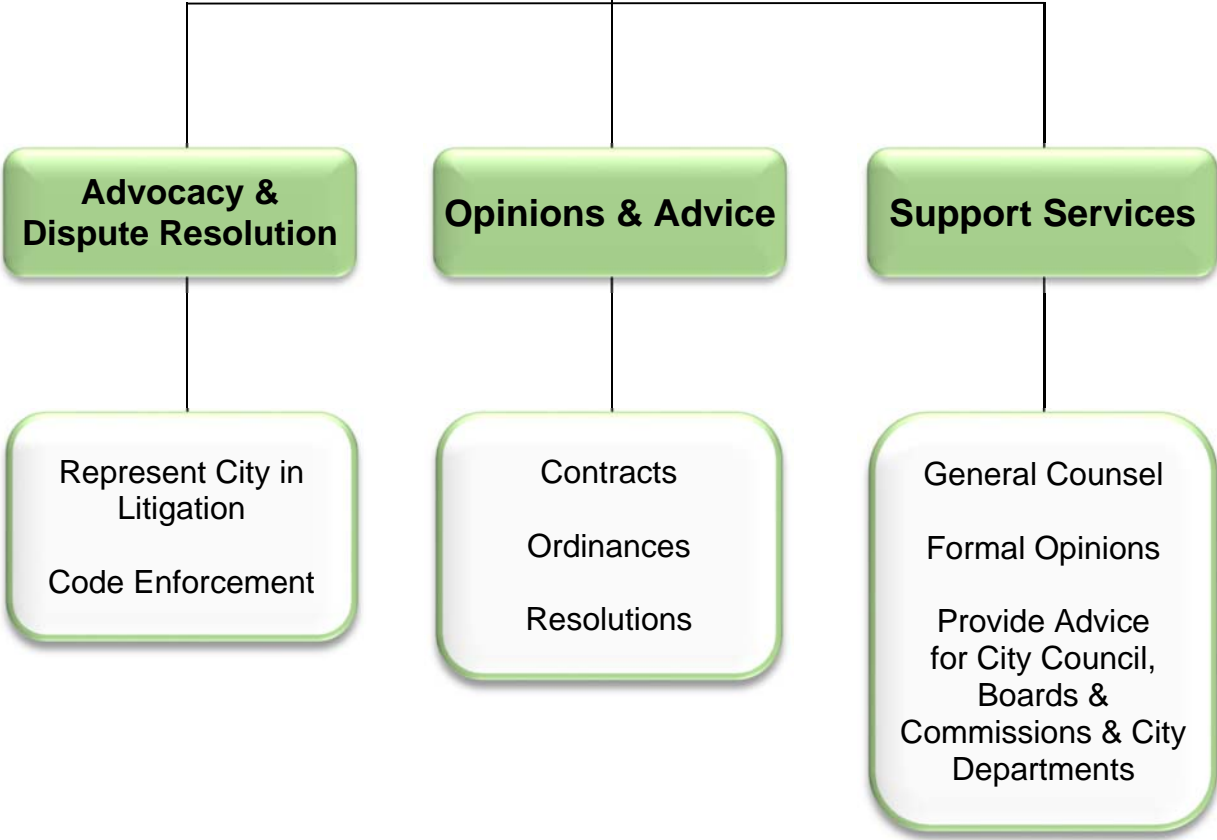 Advocacy &
Dispute Resolution
Opinions & Advice
Support Services
Represent City in
Litigation
Code Enforcement
Contracts
Ordinances
Resolutions
General Counsel
Formal Opinions
Provide Advice
for City Council,
Boards &
Commissions & City
Departments